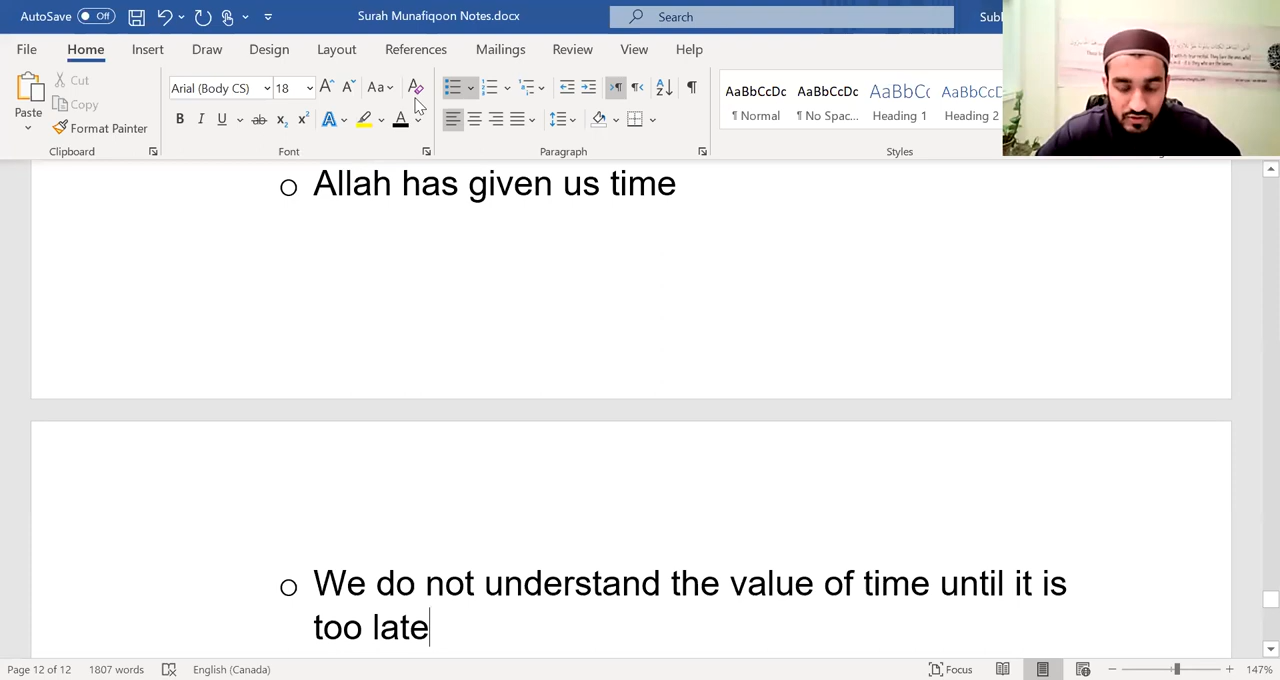 AutoSave Off Surah Munafiqoon Notes.docx Search Subl
File Home Insert Draw Design Layout References Mailings Review View Help
Paste Cut Copy Format Painter
Arial (Body CS) 18 Aa
AaBbCcDc AaBbCcDc AaBbCc AaBbCcD
¶ Normal ¶ No Spac... Heading 1 Heading 2
Clipboard Font Paragraph Styles
o Allah has given us time
o We do not understand the value of time until it is
too late
Page 12 of 12 1807 words English (Canada) Focus 147%